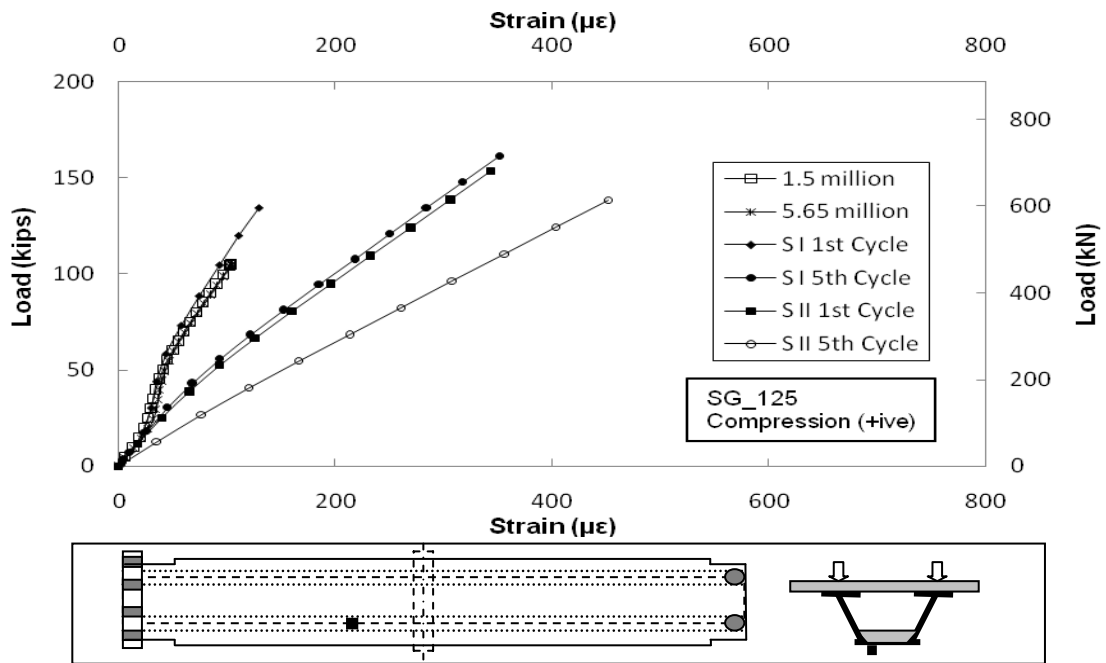 Strain (με)
0 200 400 600 800
200
150
100
50
0
Load (kips)
800
600
400
200
0
Load (kN)
1.5 million
5.65 million
S I 1st Cycle
S I 5th Cycle
S II 1st Cycle
S II 5th Cycle
SG_125
Compression (+ive)
0 200 400 600 800
Strain (με)